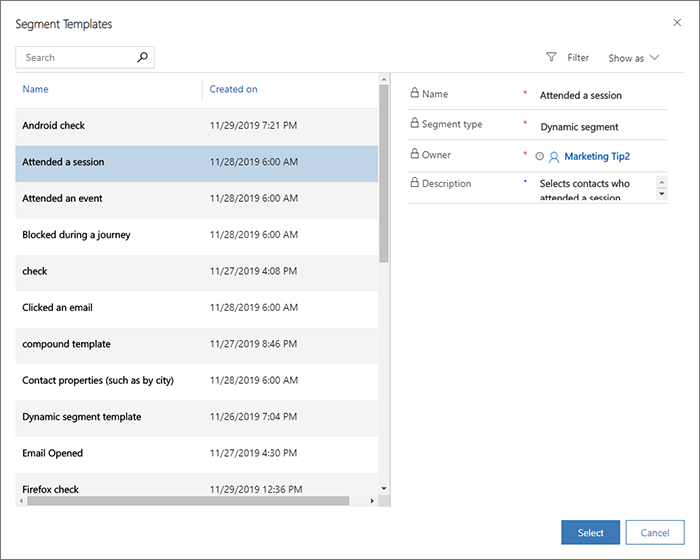 Segment Templates
Search
Filter
Show as
Name Created on
Android check 11/29/2019 7:21 PM
Attended a session 11/28/2019 6:00 AM
Attended an event 11/28/2019 6:00 AM
Blocked during a journey 11/28/2019 6:00 AM
check 11/27/2019 4:08 PM
Clicked an email 11/28/2019 6:00 AM
compound template 11/27/2019 8:46 PM
Contact properties (such as by city) 11/28/2019 6:00 AM
Dynamic segment template 11/26/2019 7:04 PM
Email Opened 11/27/2019 4:30 PM
Firefox check 11/29/2019 12:36 PM
Name * Attended a session
Segment type * Dynamic segment
Owner * Marketing Tip2
Description * Selects contacts who
attended a session
Select Cancel